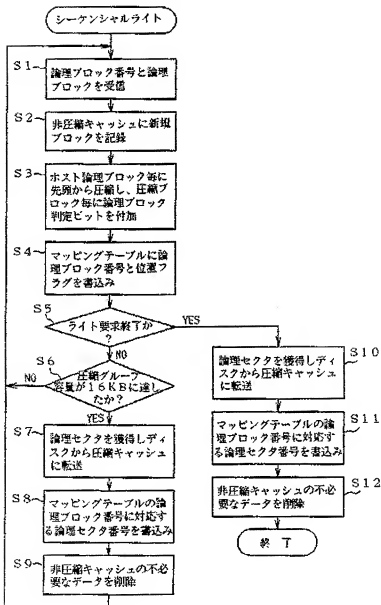 シーケンシャルライト
S1
論理ブロック番号と論理
ブロックを受信
S2
非圧縮キャッシュに新規
ブロックを記録
S3
ホスト論理ブロック毎に
先頭から圧縮し、圧縮ブ
ロック毎に論理ブロック
判定ビットを付加
S4
マッピングテーブルに論
理ブロック番号と位置フ
ラグを書込み
S5
ライト要求終了か
?
YES
NO
S6
圧縮グループ
容量が16KBに達し
たか?
NO
YES
S7
論理セクタを獲得しディ
スクから圧縮キャッシュ
に転送
S8
マッピングテーブルの論
理ブロック番号に対応す
る論理セクタ番号を書込み
S9
非圧縮キャッシュの不必
要なデータを削除
S10
論理セクタを獲得しディ
スクから圧縮キャッシュ
に転送
S11
マッピングテーブルの論
理ブロック番号に対応す
る論理セクタ番号を書込み
S12
非圧縮キャッシュの不必
要なデータを削除
終了